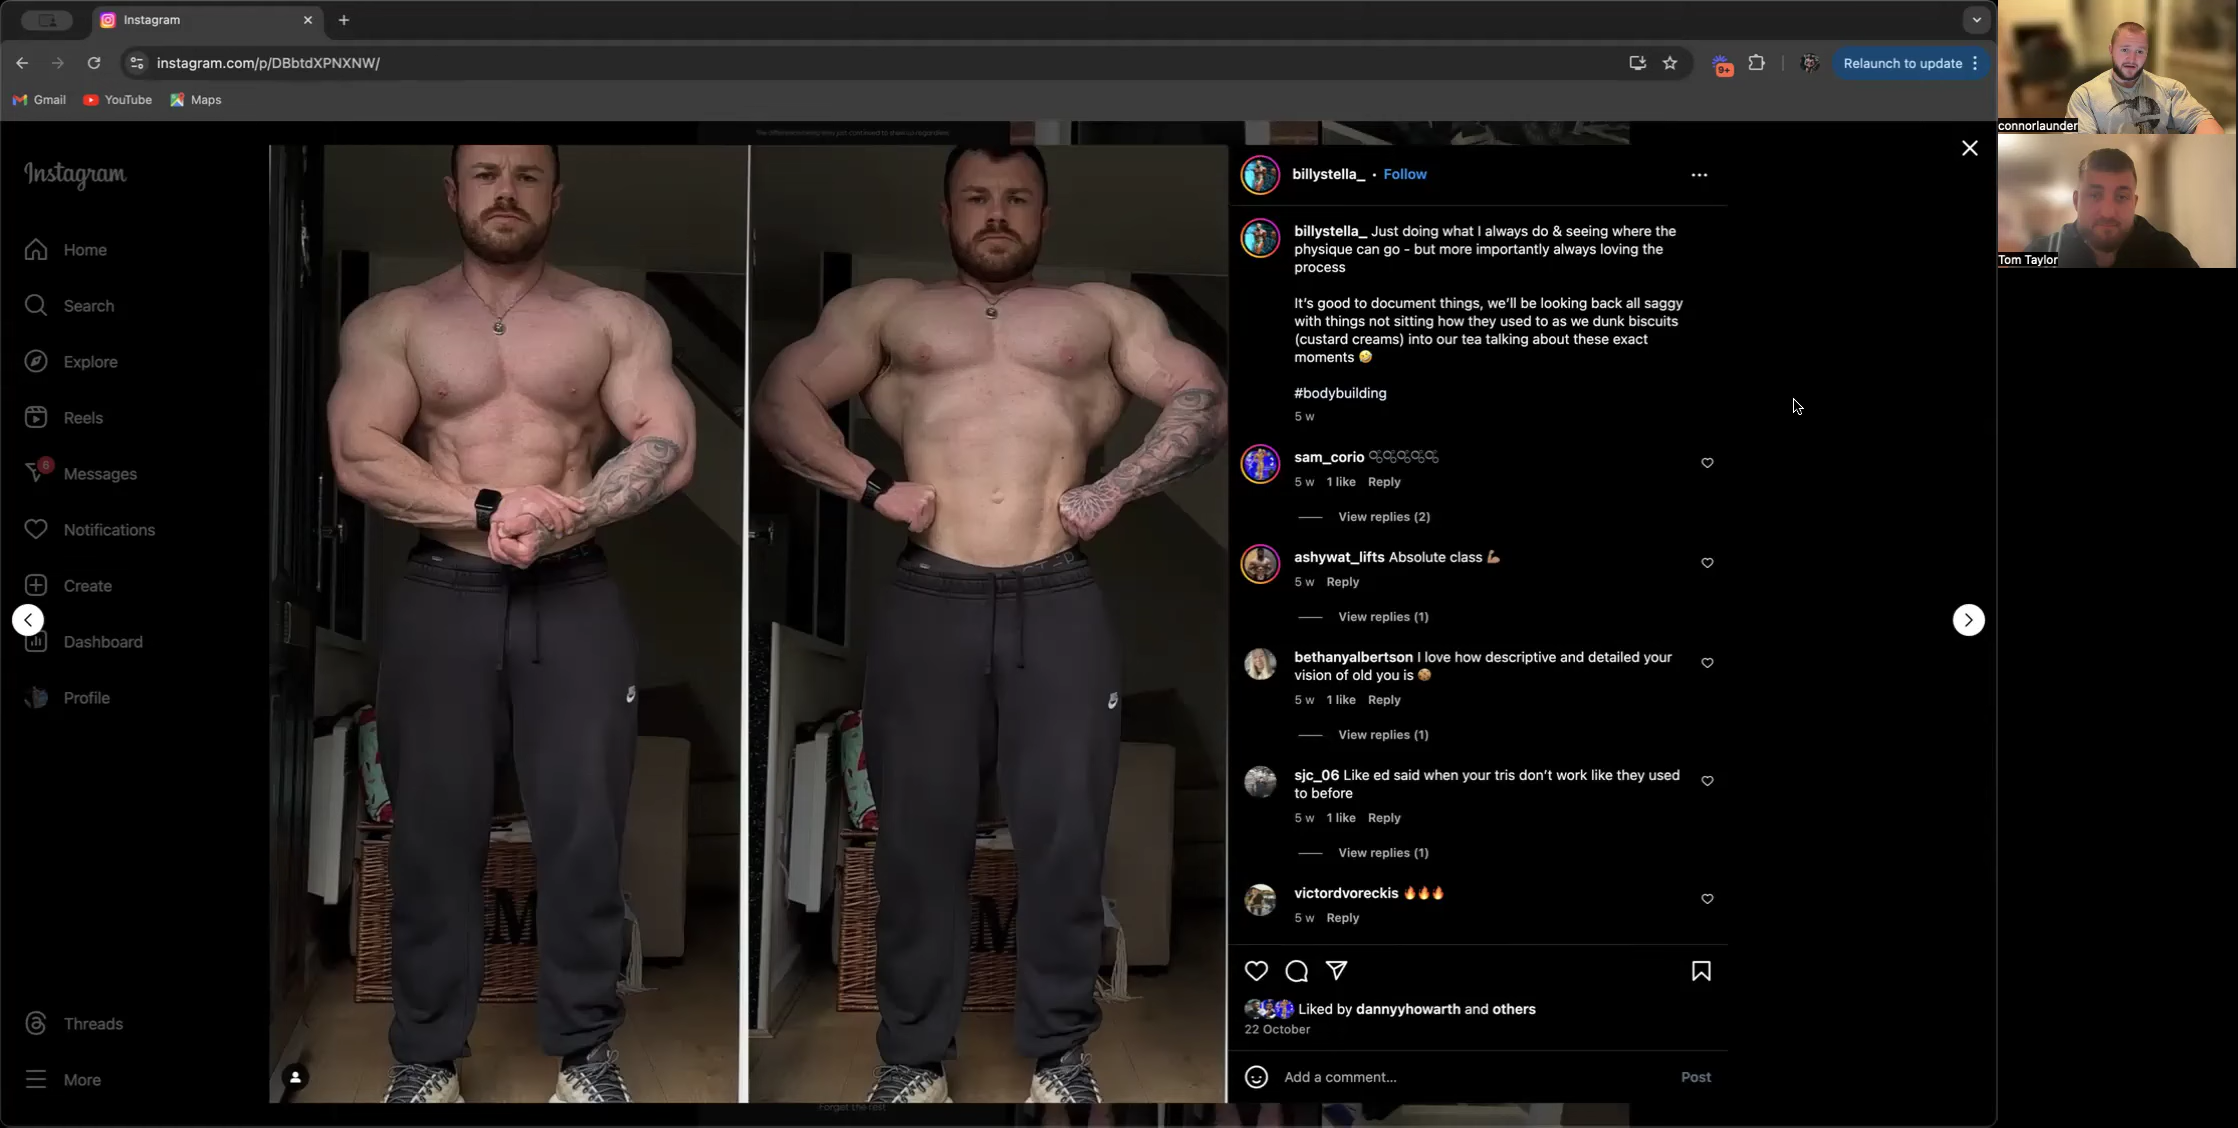 Instagram
instagram.com/p/DBbtdXPNXNW/
9+
Relaunch to update
Gmail
YouTube
Maps
Instagram
Home
Search
Explore
Reels
6
Messages
Notifications
Create
Dashboard
Profile
Threads
More
M
M
Forget the rest
billystella_ • Follow
billystella_ Just doing what I always do & seeing where the
physique can go - but more importantly always loving the
process
It’s good to document things, we’ll be looking back all saggy
with things not sitting how they used to as we dunk biscuits
(custard creams) into our tea talking about these exact
moments 🤣
#bodybuilding
5 w
sam_corio
5 w 1 like Reply
View replies (2)
ashywat_lifts Absolute class 💪🏽
5 w Reply
View replies (1)
bethanyalbertson I love how descriptive and detailed your
vision of old you is 🍪
5 w 1 like Reply
View replies (1)
sjc_06 Like ed said when your tris don’t work like they used
to before
5 w 1 like Reply
View replies (1)
victordvoreckis 🔥🔥🔥
5 w Reply
Liked by dannyyhowarth and others
22 October
Add a comment...
Post
connorlaunder
Tom Taylor